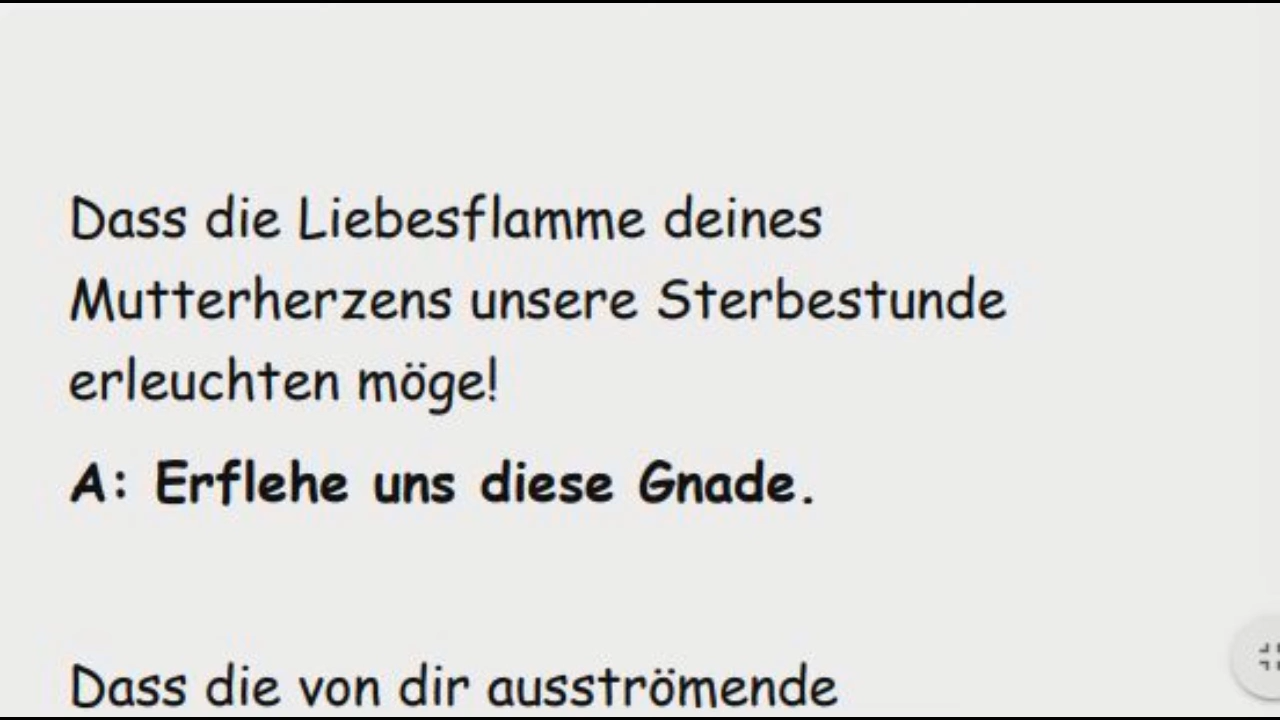 Dass die Liebesflamme deines
Mutterherzens unsere Sterbestunde
erleuchten möge!
A: Erflehe uns diese Gnade.
Dass die von dir ausströmende